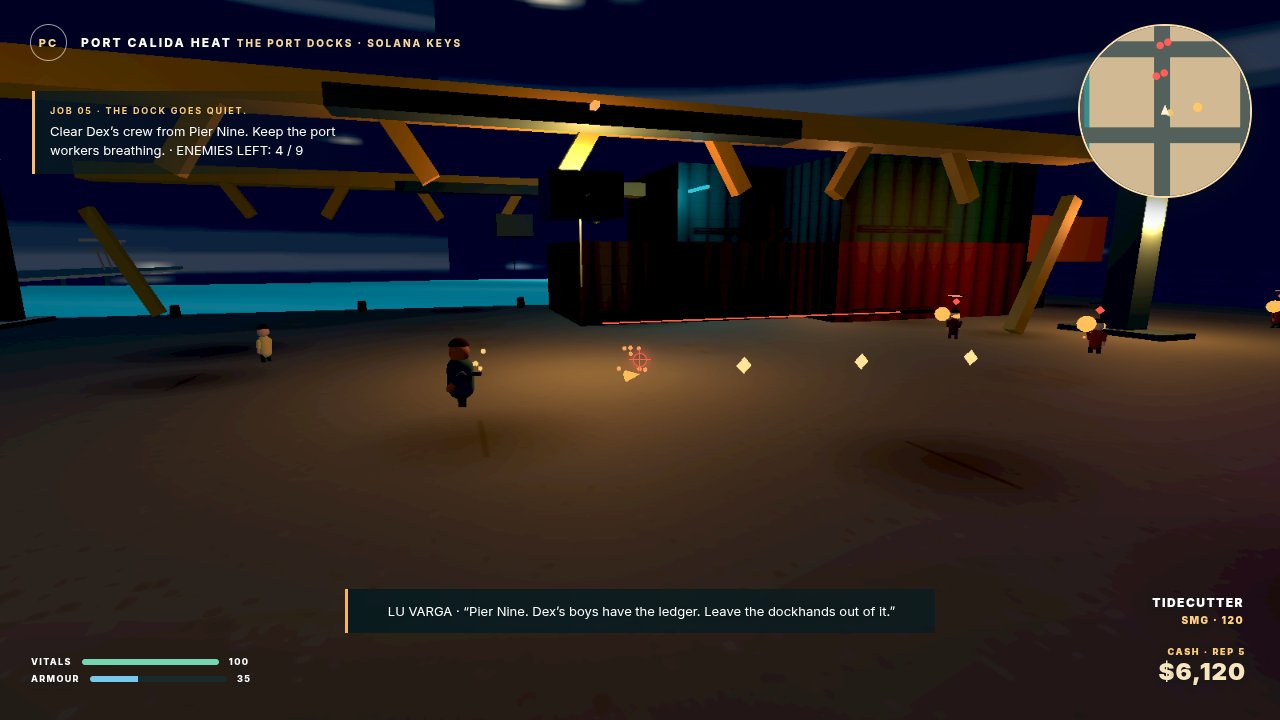 PC PORT CALIDA HEAT THE PORT DOCKS · SOLANA KEYS
JOB 05 · THE DOCK GOES QUIET.
Clear Dex’s crew from Pier Nine. Keep the port
workers breathing. · ENEMIES LEFT: 4 / 9
LU VARGA · “Pier Nine. Dex’s boys have the ledger. Leave the dockhands out of it.”
TIDECUTTER
SMG · 120
CASH · REP 5
$6,120
VITALS 100
ARMOUR 35